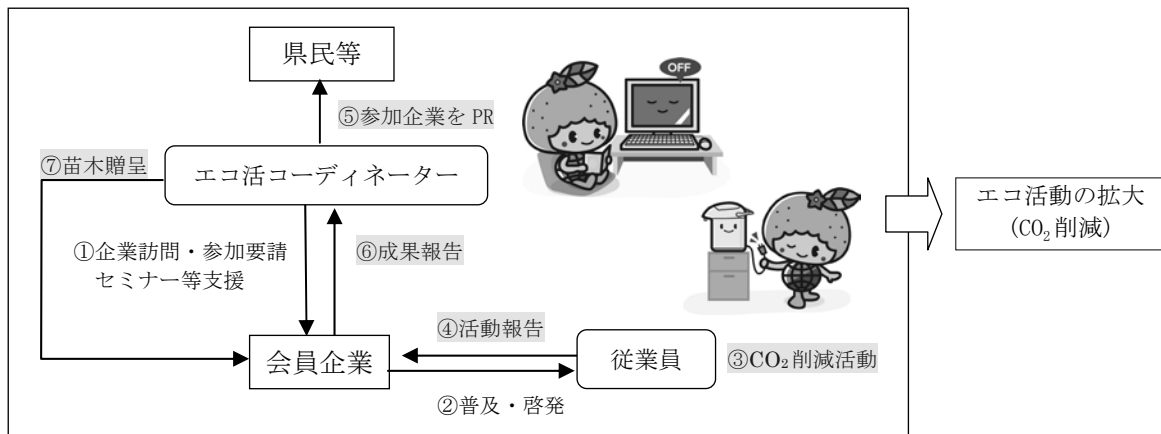 県民等
OFF
⑤参加企業を PR
⑦苗木贈呈
エコ活コーディネーター
エコ活動の拡大
(CO₂削減)
①企業訪問・参加要請
セミナー等支援
⑥成果報告
④活動報告
会員企業
従業員
③CO₂削減活動
②普及・啓発